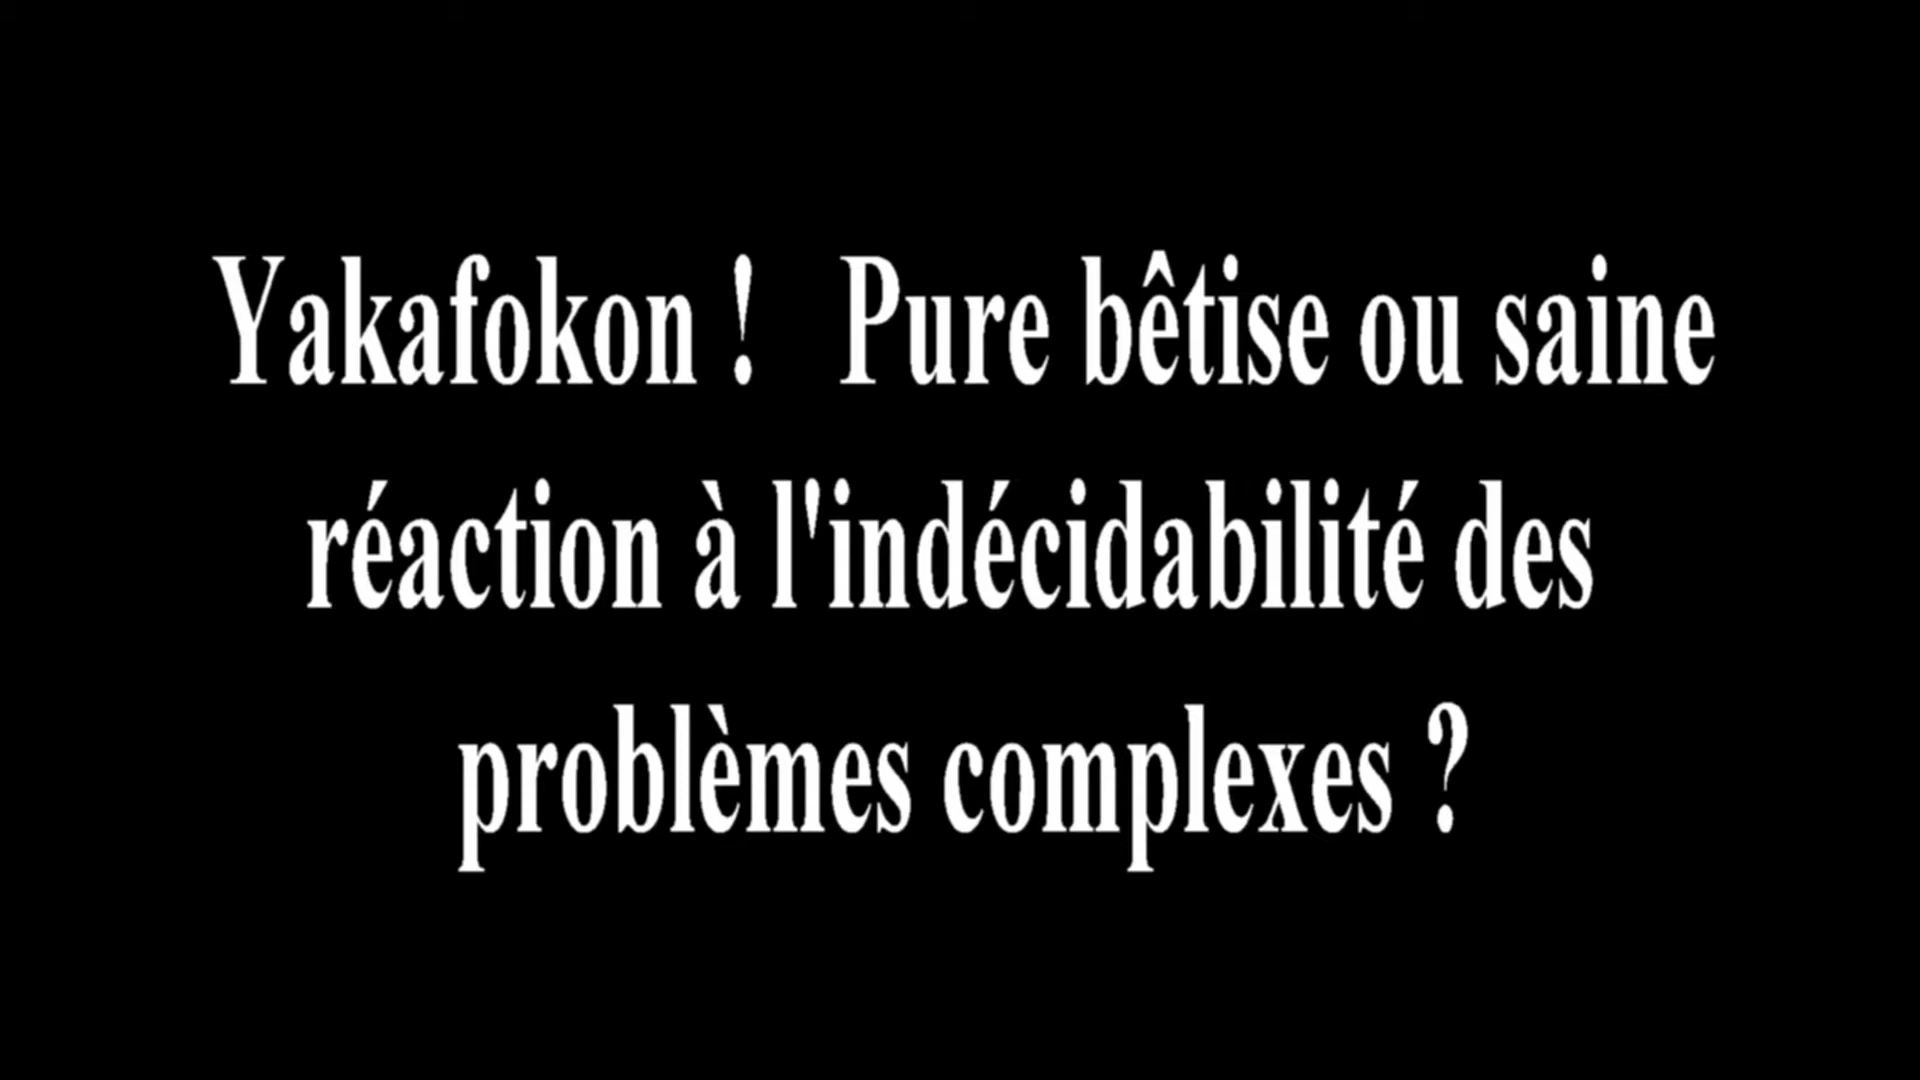 Yakafokon ! Pure bêtise ou saine
réaction à l'indécidabilité des
problèmes complexes ?